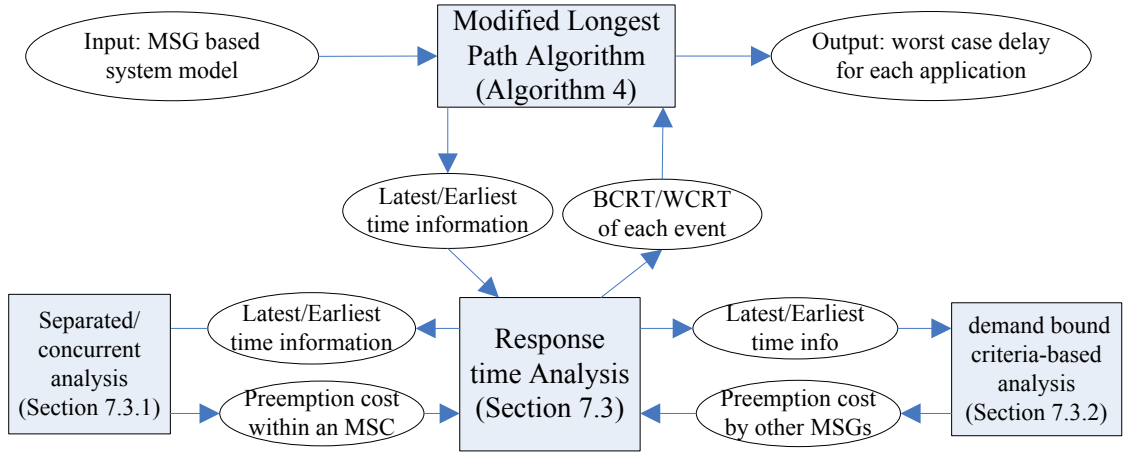 Input: MSG based
system model
Modified Longest
Path Algorithm
(Algorithm 4)
Output: worst case delay
for each application
Latest/Earliest
time information
BCRT/WCRT
of each event
Separated/
concurrent
analysis
(Section 7.3.1)
Latest/Earliest
time information
Preemption cost
within an MSC
Response
time Analysis
(Section 7.3)
Latest/Earliest
time info
Preemption cost
by other MSGs
demand bound
criteria-based
analysis
(Section 7.3.2)